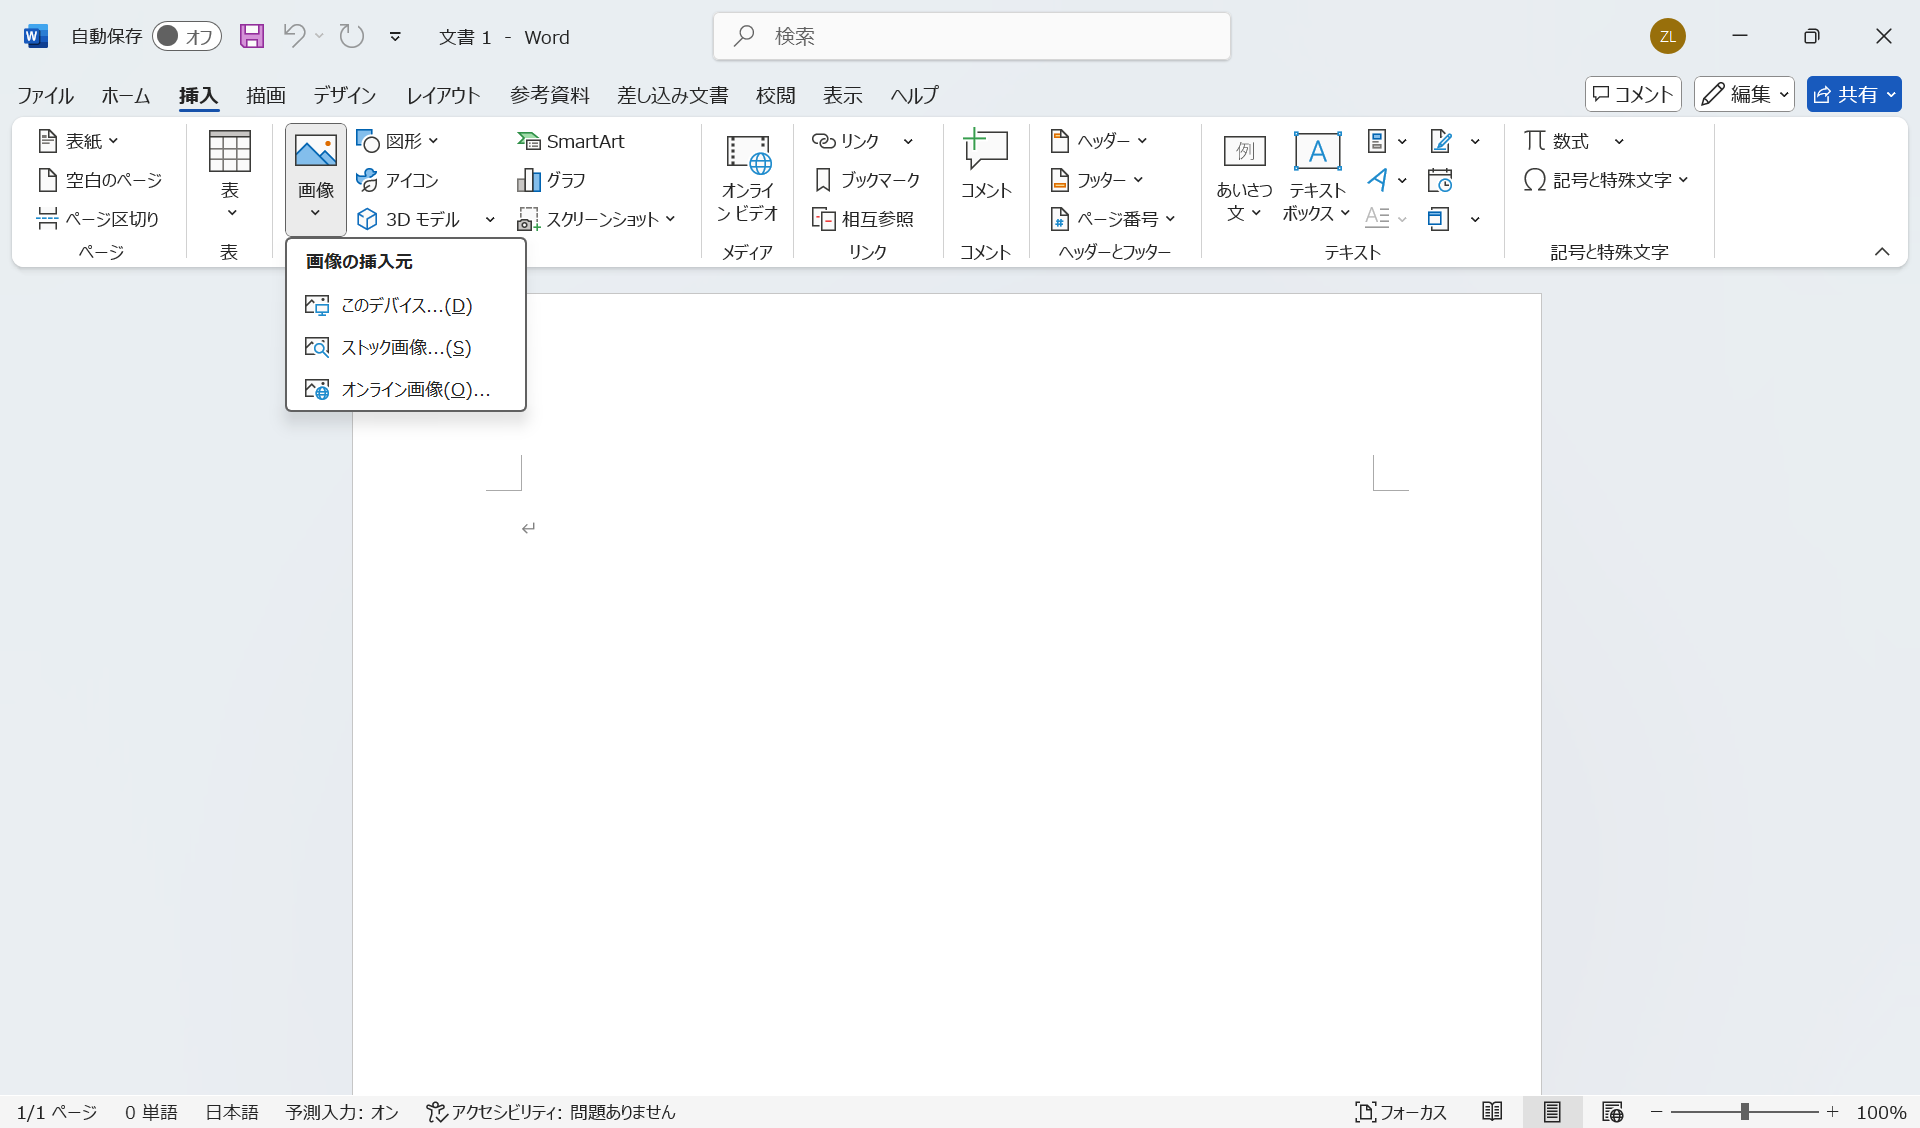 自動保存 オフ 文書 1 - Word 検索 ZL
ファイル ホーム 挿入 描画 デザイン レイアウト 参考資料 差し込み文書 校閲 表示 ヘルプ コメント 編集 共有
表紙
空白のページ
ページ区切り
ページ
表
表
画像
図形
アイコン
3D モデル
SmartArt
グラフ
スクリーンショット
オンライ
ン ビデオ
メディア
リンク
ブックマーク
相互参照
リンク
コメント
コメント
ヘッダー
フッター
ページ番号
ヘッダーとフッター
あいさつ
文
テキスト
ボックス
テキスト
数式
記号と特殊文字
記号と特殊文字
画像の挿入元
このデバイス...(D)
ストック画像...(S)
オンライン画像(O)...
1/1 ページ 0 単語 日本語 予測入力: オン アクセシビリティ: 問題ありません フォーカス 100%